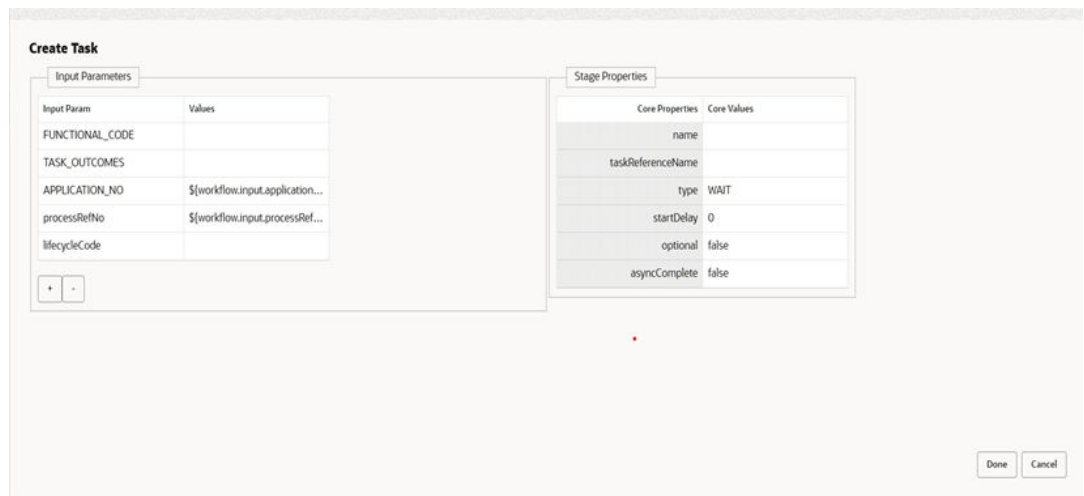 Create Task
Input Parameters
Input Param Values
FUNCTIONAL_CODE
TASK_OUTCOMES
APPLICATION_NO ${workflow.input.application...
processRefNo ${workflow.input.processRef...
lifecycleCode
+ -
Stage Properties
Core Properties Core Values
name
taskReferenceName
type WAIT
startDelay 0
optional false
asyncComplete false
Done Cancel